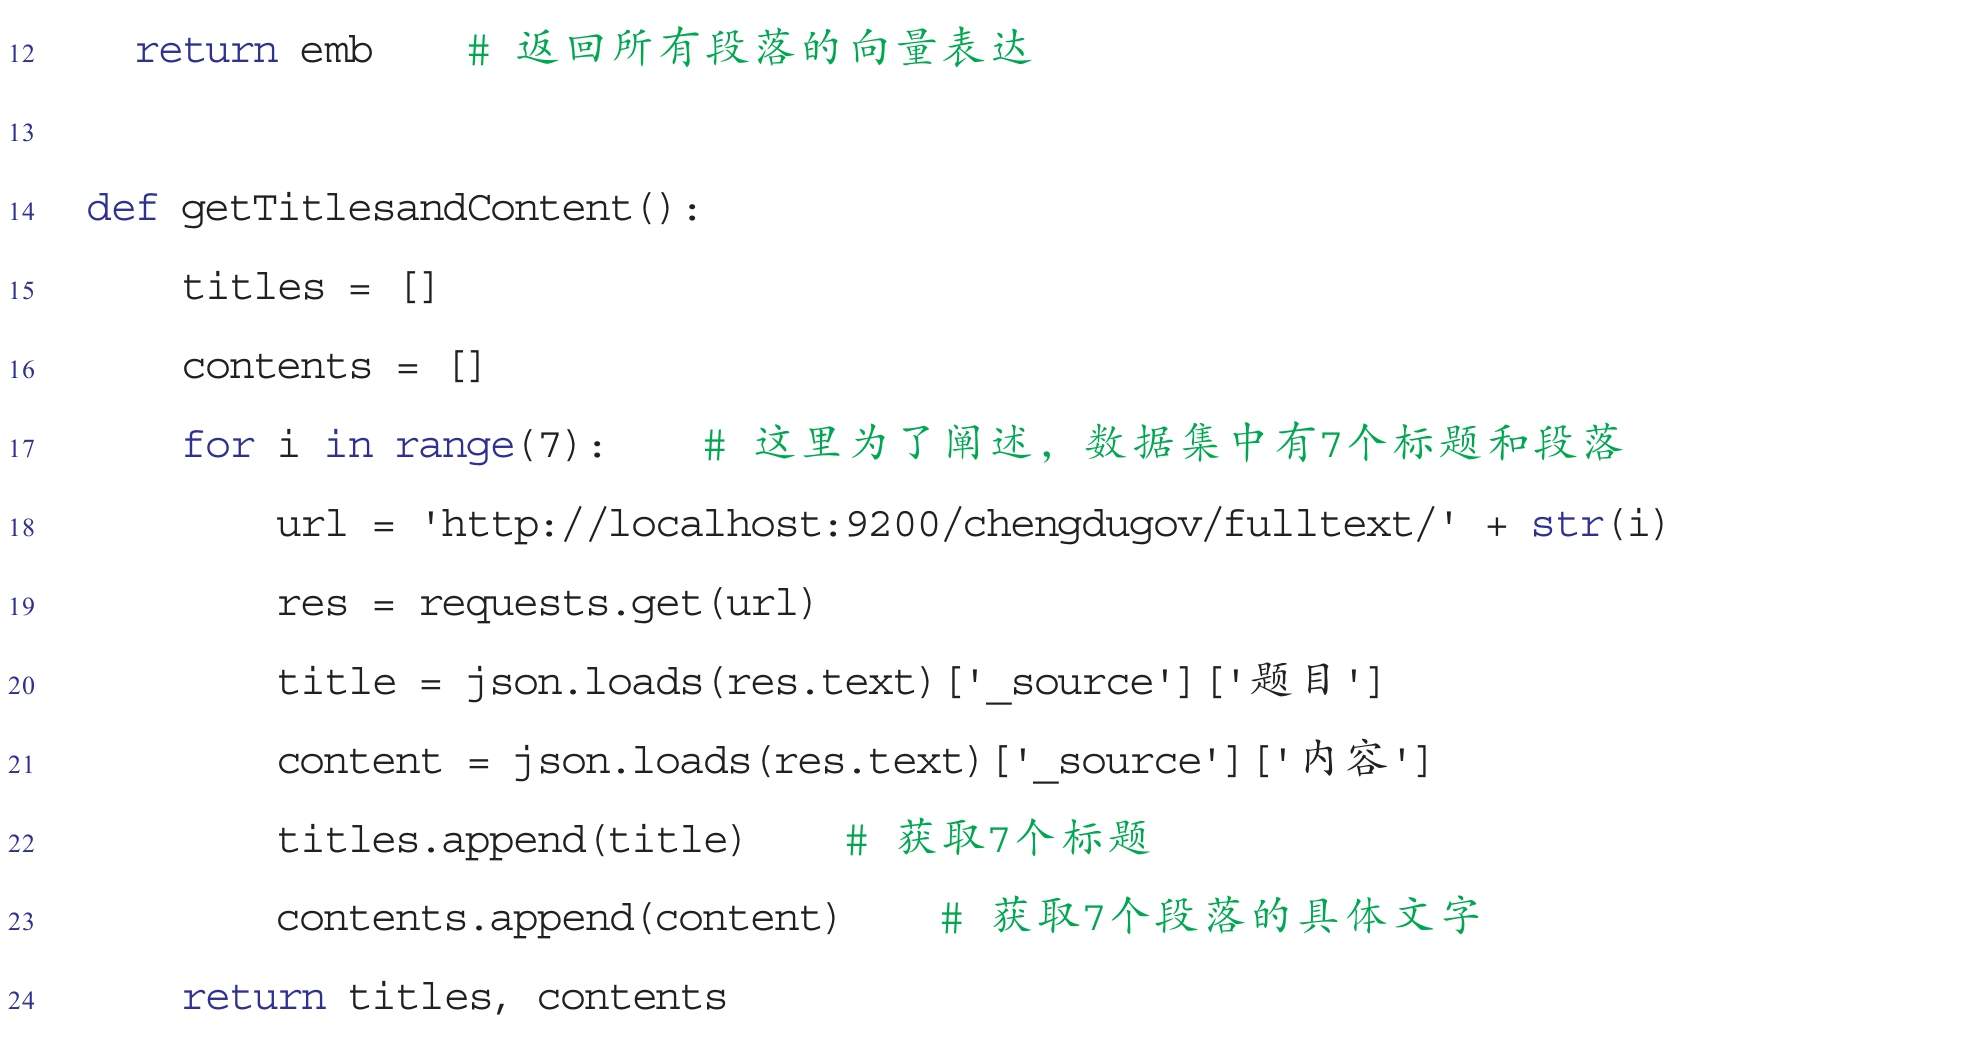 12 return emb # 返回所有段落的向量表达
13
14 def getTitlesandContent():
15 titles = []
16 contents = []
17 for i in range(7): # 这里为了阐述, 数据集中有7个标题和段落
18 url = 'http://localhost:9200/chengdugov/fulltext/' + str(i)
19 res = requests.get(url)
20 title = json.loads(res.text)['_source']['题目']
21 content = json.loads(res.text)['_source']['内容']
22 titles.append(title) # 获取7个标题
23 contents.append(content) # 获取7个段落的具体文字
24 return titles, contents